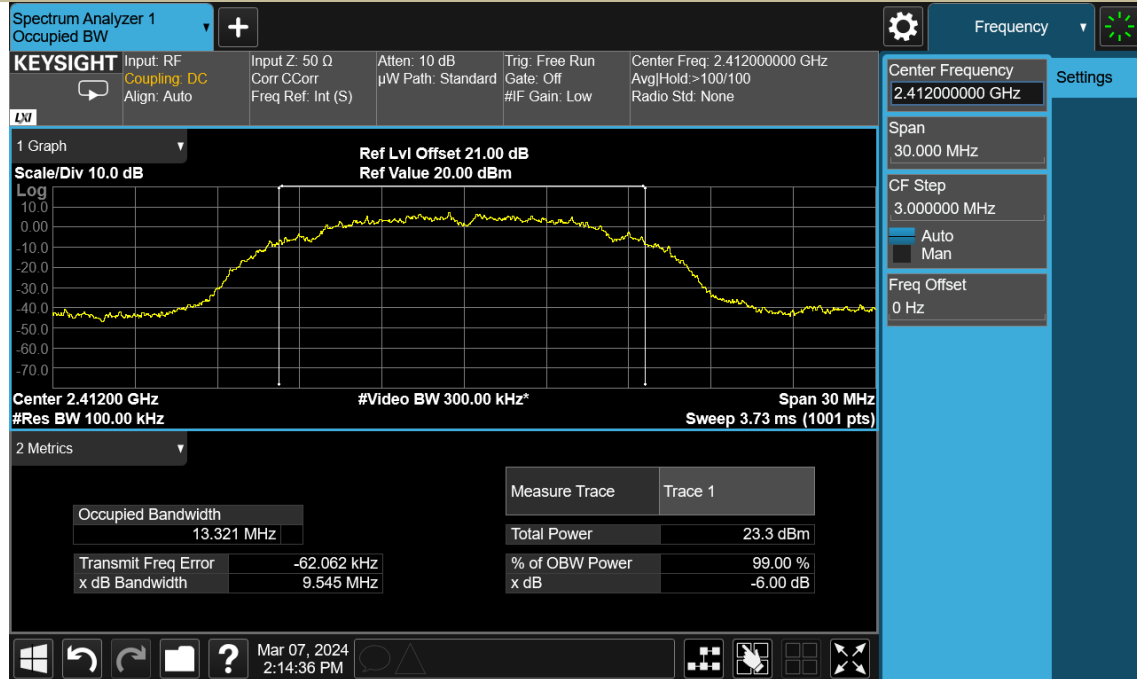 Spectrum Analyzer 1
Occupied BW
+
Frequency
KEYSIGHT
LXI
Input: RF
Coupling: DC
Align: Auto
Input Z: 50 Ω
Corr CCorr
Freq Ref: Int (S)
Atten: 10 dB
µW Path: Standard
Trig: Free Run
Gate: Off
#IF Gain: Low
Center Freq: 2.412000000 GHz
Avg|Hold:>100/100
Radio Std: None
Center Frequency
2.412000000 GHz
Settings
Span
30.000 MHz
CF Step
3.000000 MHz
Auto
Man
Freq Offset
0 Hz
1 Graph
Scale/Div 10.0 dB
Ref Lvl Offset 21.00 dB
Ref Value 20.00 dBm
Log
10.0
0.00
-10.0
-20.0
-30.0
-40.0
-50.0
-60.0
-70.0
Center 2.41200 GHz
#Video BW 300.00 kHz*
Span 30 MHz
#Res BW 100.00 kHz
Sweep 3.73 ms (1001 pts)
2 Metrics
Measure Trace Trace 1
Occupied Bandwidth
13.321 MHz
Total Power 23.3 dBm
Transmit Freq Error -62.062 kHz
% of OBW Power 99.00 %
x dB Bandwidth 9.545 MHz
x dB -6.00 dB
?
Mar 07, 2024
2:14:36 PM